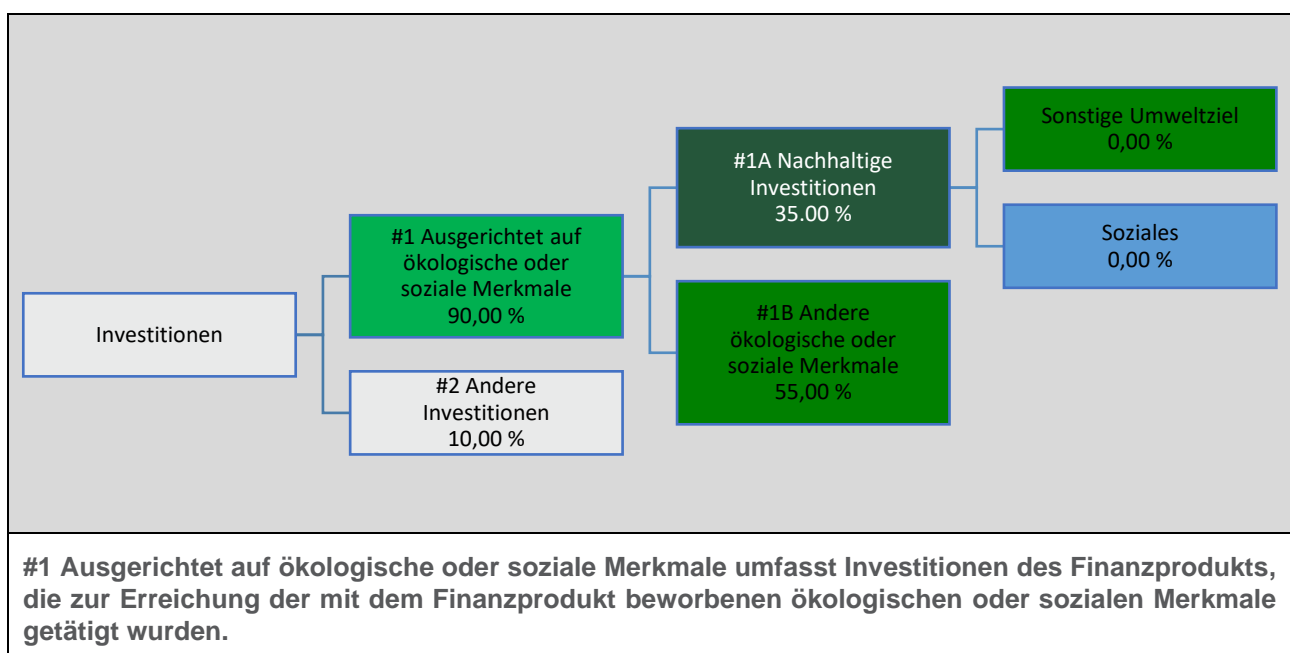 Investitionen
#1 Ausgerichtet auf
ökologische oder
soziale Merkmale
90,00 %
#2 Andere
Investitionen
10,00 %
#1A Nachhaltige
Investitionen
35.00 %
#1B Andere
ökologische oder
soziale Merkmale
55,00 %
Sonstige Umweltziel
0,00 %
Soziales
0,00 %
#1 Ausgerichtet auf ökologische oder soziale Merkmale umfasst Investitionen des Finanzprodukts,
die zur Erreichung der mit dem Finanzprodukt beworbenen ökologischen oder sozialen Merkmale
getätigt wurden.